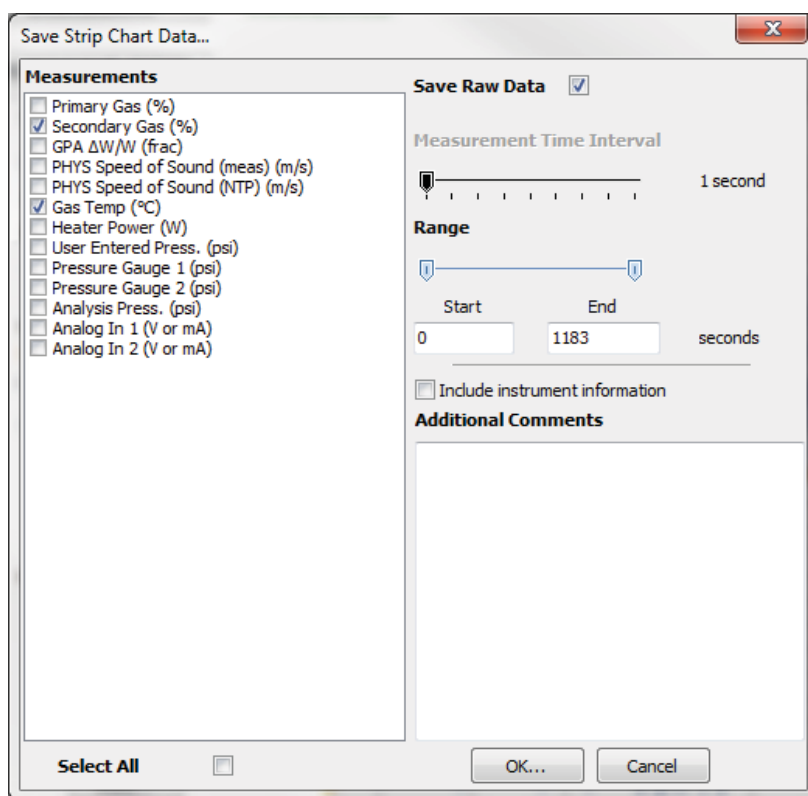 Save Strip Chart Data...
Measurements
Primary Gas (%)
Secondary Gas (%)
GPA ΔW/W (frac)
PHYS Speed of Sound (meas) (m/s)
PHYS Speed of Sound (NTP) (m/s)
Gas Temp (ºC)
Heater Power (W)
User Entered Press. (psi)
Pressure Gauge 1 (psi)
Pressure Gauge 2 (psi)
Analysis Press. (psi)
Analog In 1 (V or mA)
Analog In 2 (V or mA)
Select All
Save Raw Data
Measurement Time Interval
1 second
Range
Start End
0 1183 seconds
Include instrument information
Additional Comments
OK... Cancel